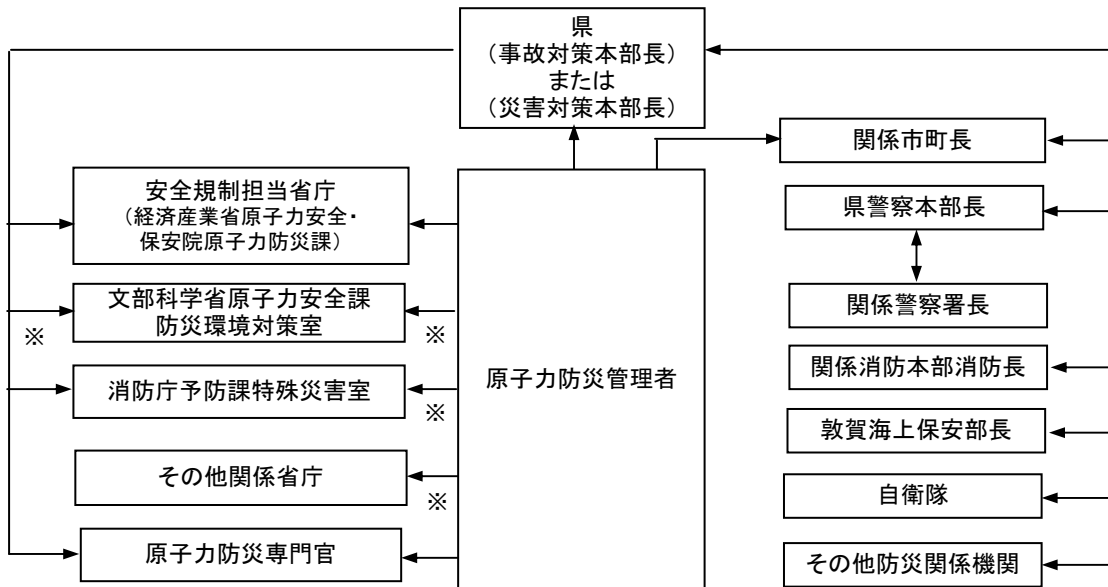 県
（事故対策本部長）
または
（災害対策本部長）
関係市町長
安全規制担当省庁
（経済産業省原子力安全・
保安院原子力防災課）
県警察本部長
文部科学省原子力安全課
防災環境対策室
※
※
関係警察署長
原子力防災管理者
消防庁予防課特殊災害室
※
関係消防本部消防長
敦賀海上保安部長
その他関係省庁
※
自衛隊
原子力防災専門官
その他防災関係機関